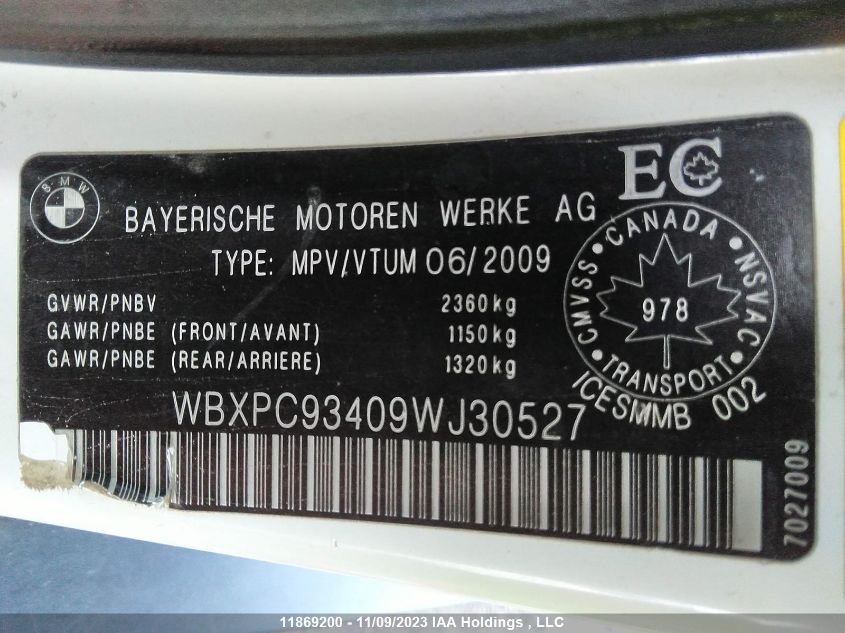 BMW
EC
BAYERISCHE MOTOREN WERKE AG
TYPE: MPV/VTUM 06/2009
GVWR/PNBV 2360kg
GAWR/PNBE (FRONT/AVANT) 1150kg
GAWR/PNBE (REAR/ARRIERE) 1320kg
CMVSS • CANADA • NSVAC • TRANSPORT •
978
ICESMMB 002
WBXPC93409WJ30527
7027009
11869200 - 11/09/2023 IAA Holdings , LLC